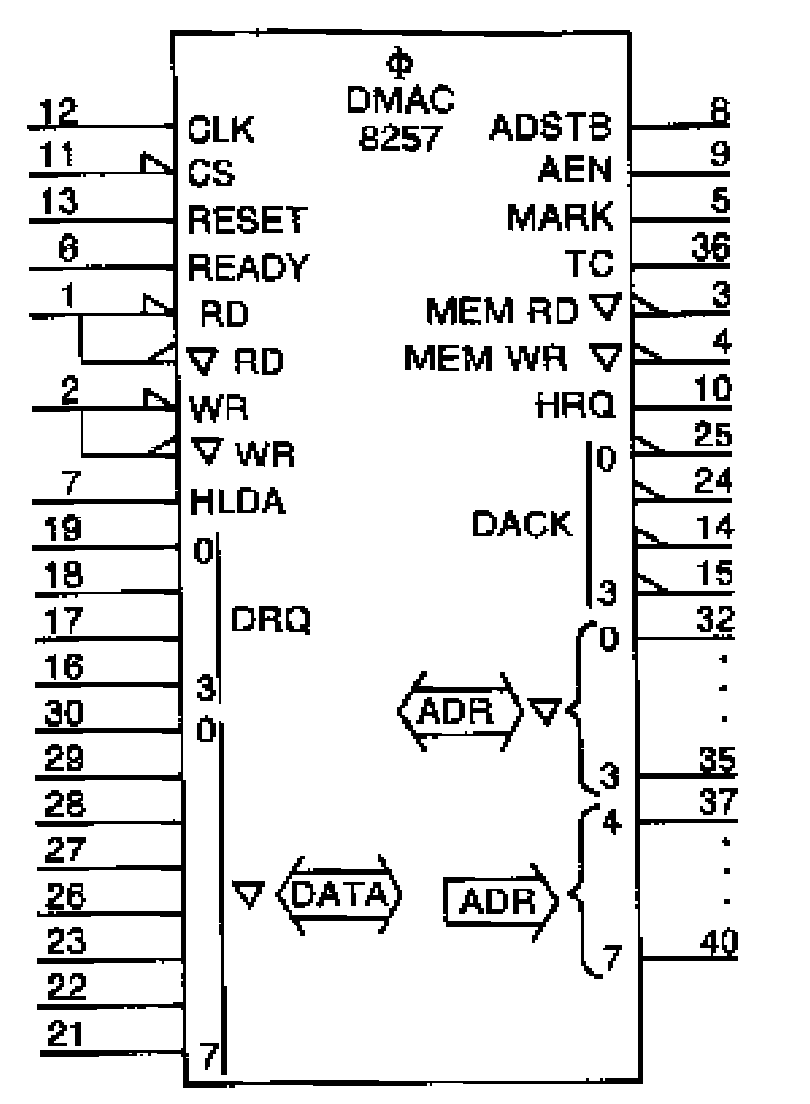 Φ
DMAC
8257
12 CLK ADSTB 8
11 CS AEN 9
13 RESET MARK 5
6 READY TC 36
1 RD MEM RD ▽ 3
▽ RD MEM WR ▽ 4
2 WR HRQ 10
▽ WR 0 25
7 HLDA 24
19 0 DACK 14
18 3 15
17 DRQ 0 32
16 3
30 0 ADR ▽
29 3 35
28 4 37
27
26 ▽ DATA ADR
23 7 40
22
21 7